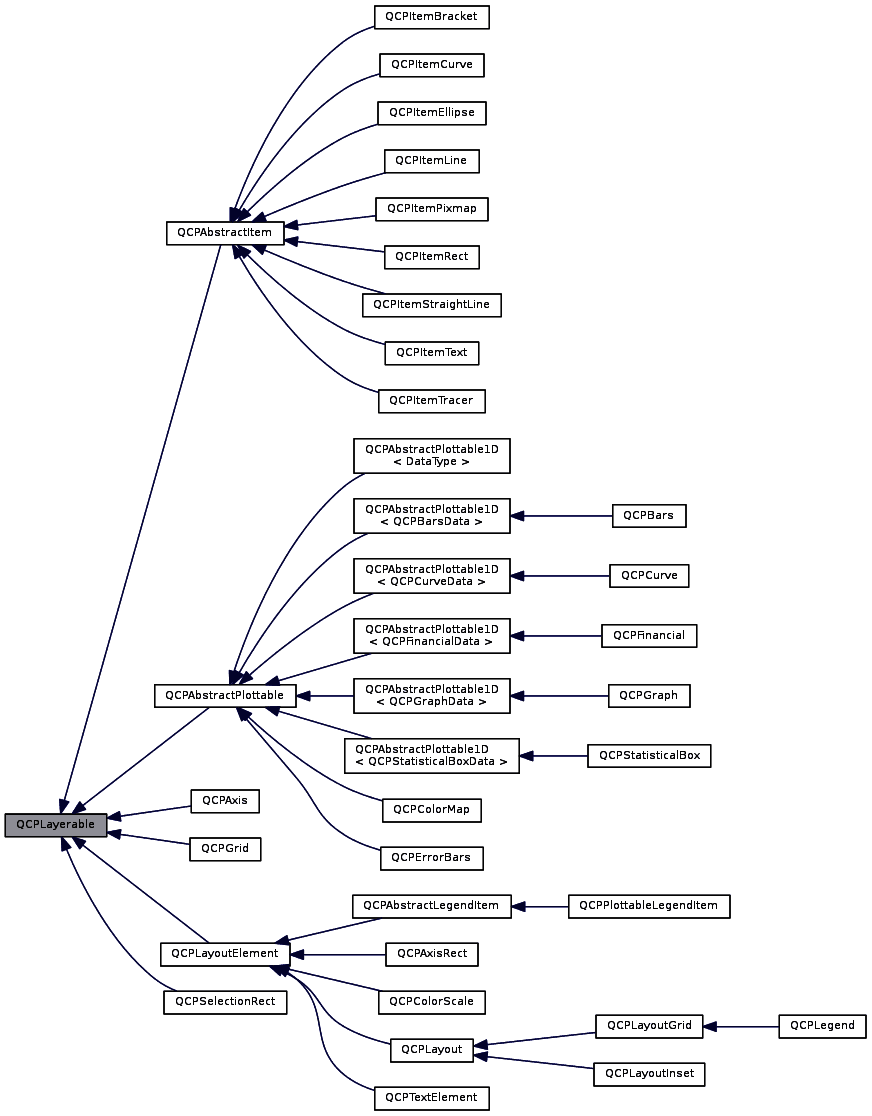 QCPItemBracket
QCPItemCurve
QCPItemEllipse
QCPItemLine
QCPItemPixmap
QCPAbstractItem
QCPItemRect
QCPItemStraightLine
QCPItemText
QCPItemTracer
QCPAbstractPlottable1D
< DataType >
QCPAbstractPlottable1D
< QCPBarsData >
QCPBars
QCPAbstractPlottable1D
< QCPCurveData >
QCPCurve
QCPAbstractPlottable1D
< QCPFinancialData >
QCPFinancial
QCPAbstractPlottable
QCPAbstractPlottable1D
< QCPGraphData >
QCPGraph
QCPAbstractPlottable1D
< QCPStatisticalBoxData >
QCPStatisticalBox
QCPAxis
QCPColorMap
QCPLayerable
QCPGrid
QCPErrorBars
QCPAbstractLegendItem
QCPPlottableLegendItem
QCPLayoutElement
QCPAxisRect
QCPSelectionRect
QCPColorScale
QCPLayoutGrid
QCPLegend
QCPLayout
QCPLayoutInset
QCPTextElement